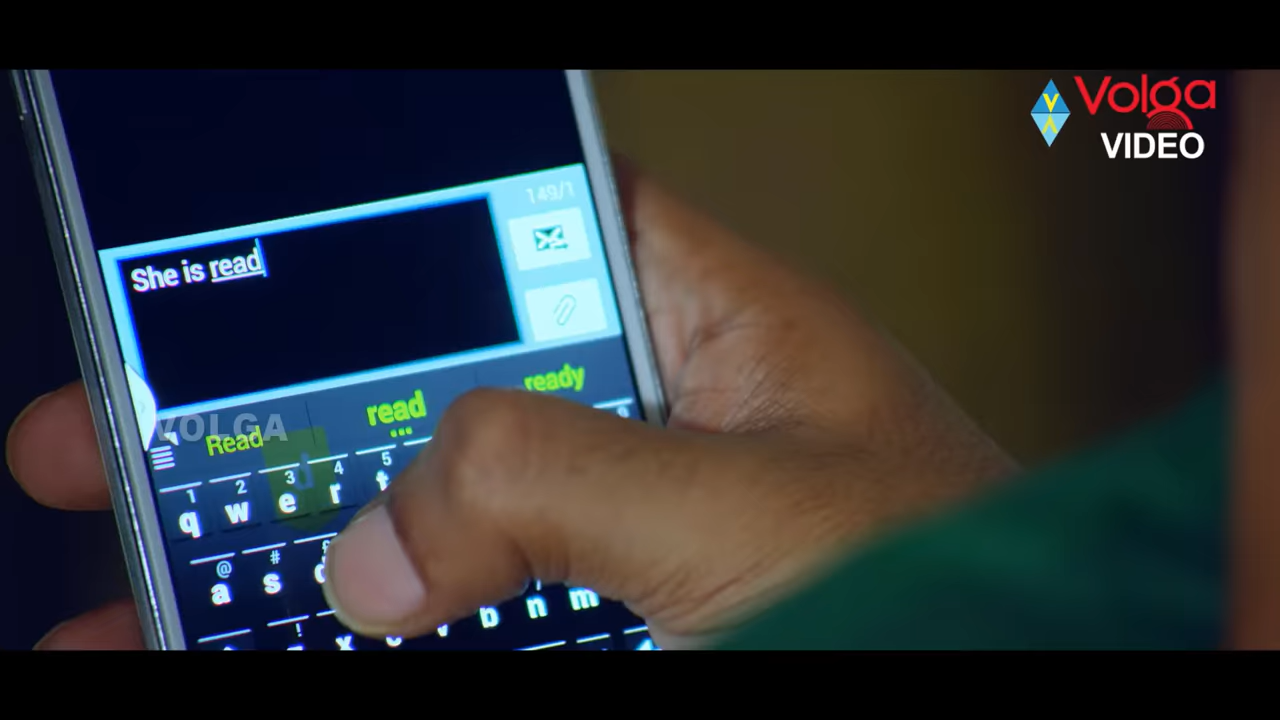 Volga
VIDEO
149/1
She is read
Read read ready
VOLGA
1 2 3 4 5
q w e r t
@ #
a s d
!
x c v b n m